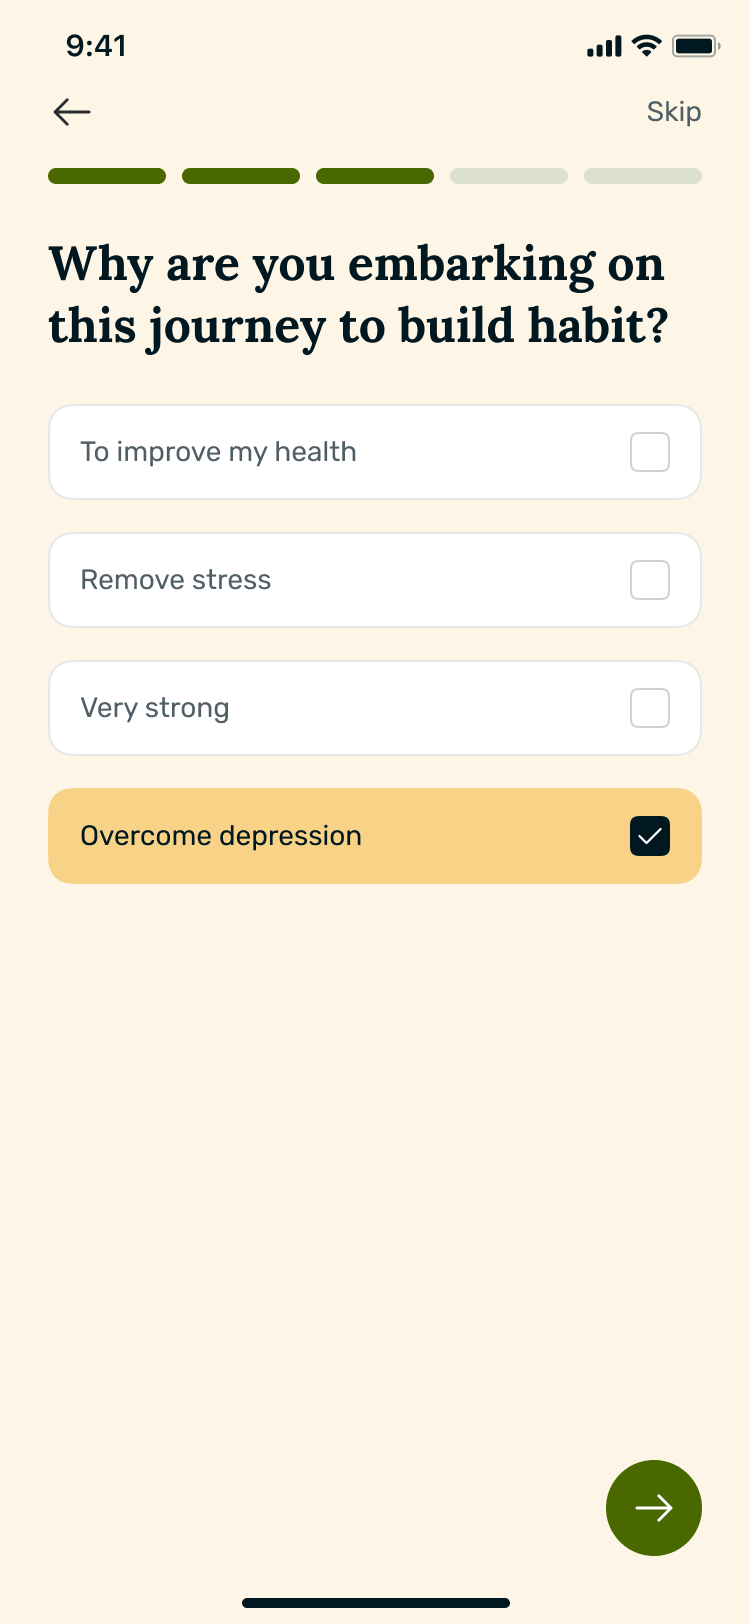 9:41
Skip
Why are you embarking on
this journey to build habit?
To improve my health
Remove stress
Very strong
Overcome depression